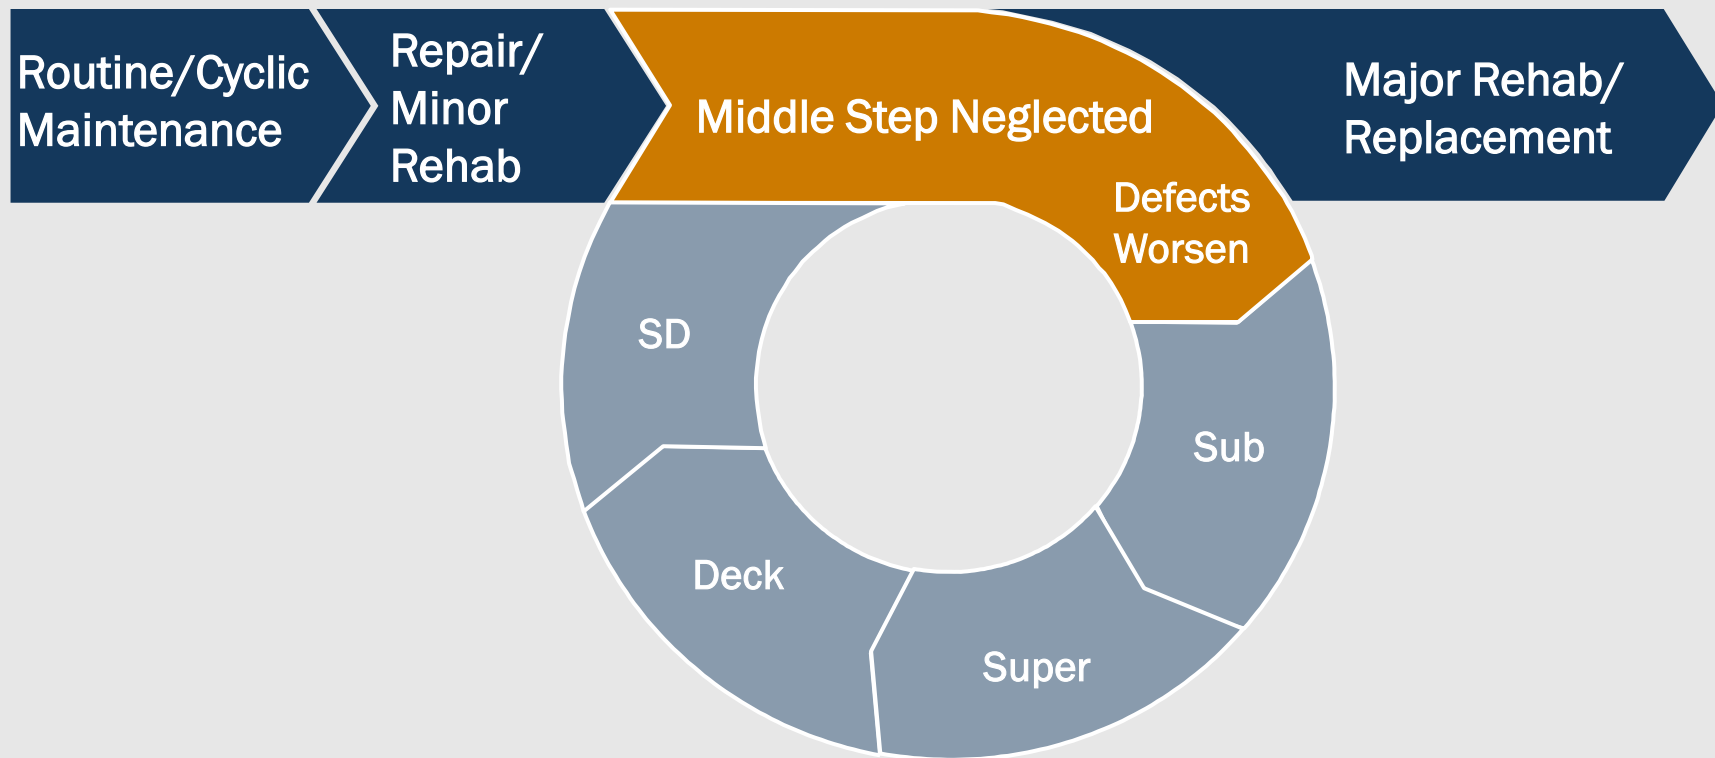 Routine/Cyclic
Maintenance
Repair/
Minor
Rehab
Middle Step Neglected
Defects
Worsen
Major Rehab/
Replacement
SD
Sub
Deck
Super